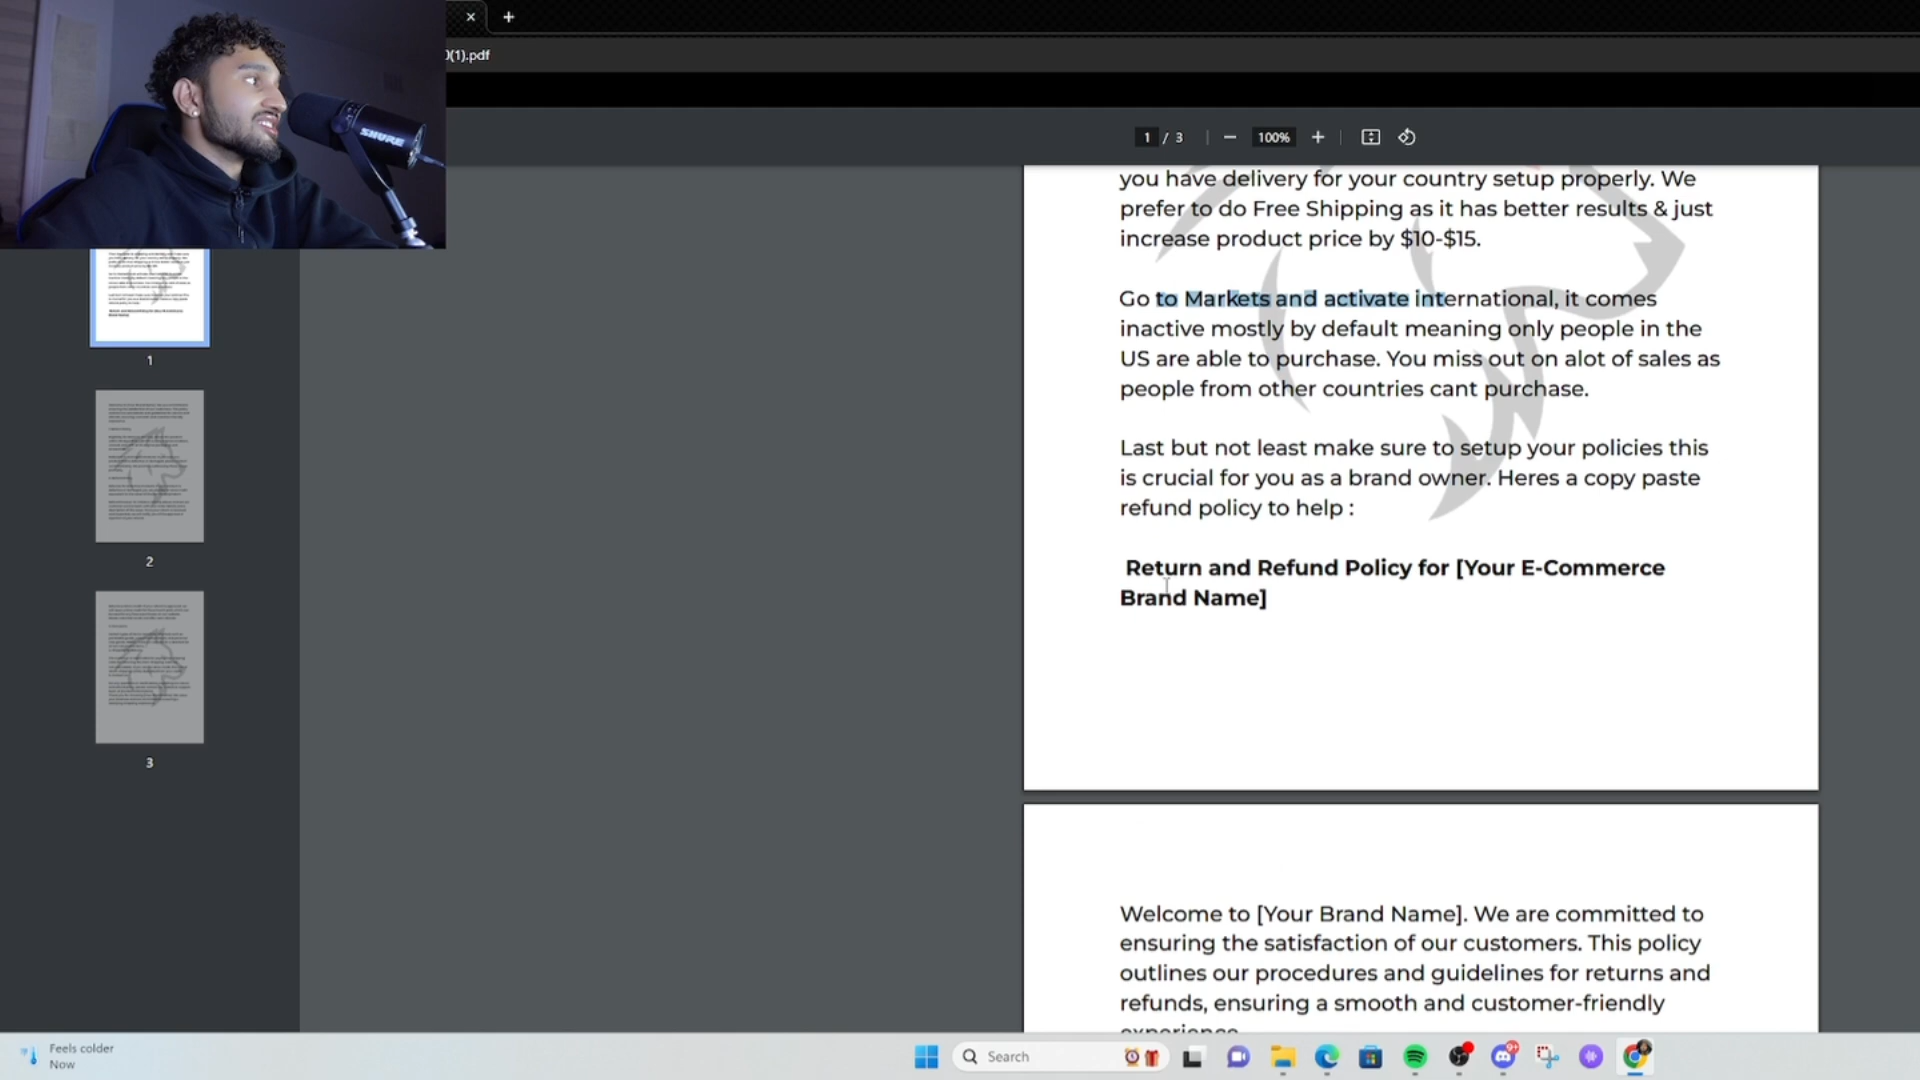 )(1).pdf
SHURE
1 / 3
100%
you have delivery for your country setup properly. We
prefer to do Free Shipping as it has better results & just
increase product price by $10-$15.
Go to Markets and activate international, it comes
inactive mostly by default meaning only people in the
US are able to purchase. You miss out on alot of sales as
people from other countries cant purchase.
Last but not least make sure to setup your policies this
is crucial for you as a brand owner. Heres a copy paste
refund policy to help :
Return and Refund Policy for [Your E-Commerce
Brand Name]
1
2
3
Welcome to [Your Brand Name]. We are committed to
ensuring the satisfaction of our customers. This policy
outlines our procedures and guidelines for returns and
refunds, ensuring a smooth and customer-friendly
experience.
Feels colder
Now
Search
9+